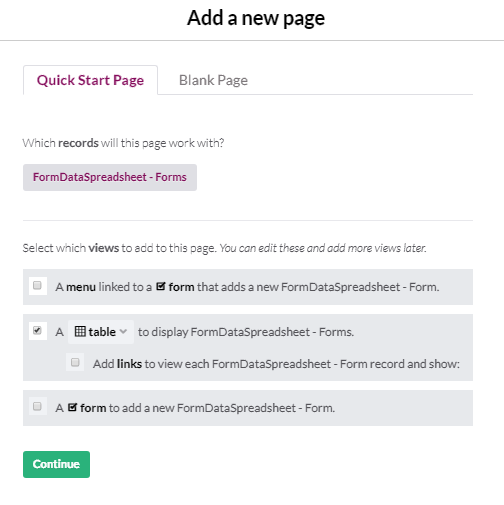 Add a new page
Quick Start Page Blank Page
Which records will this page work with?
FormDataSpreadsheet - Forms
Select which views to add to this page. You can edit these and add more views later.
A menu linked to a form that adds a new FormDataSpreadsheet - Form.
A table to display FormDataSpreadsheet - Forms.
Add links to view each FormDataSpreadsheet - Form record and show:
A form to add a new FormDataSpreadsheet - Form.
Continue